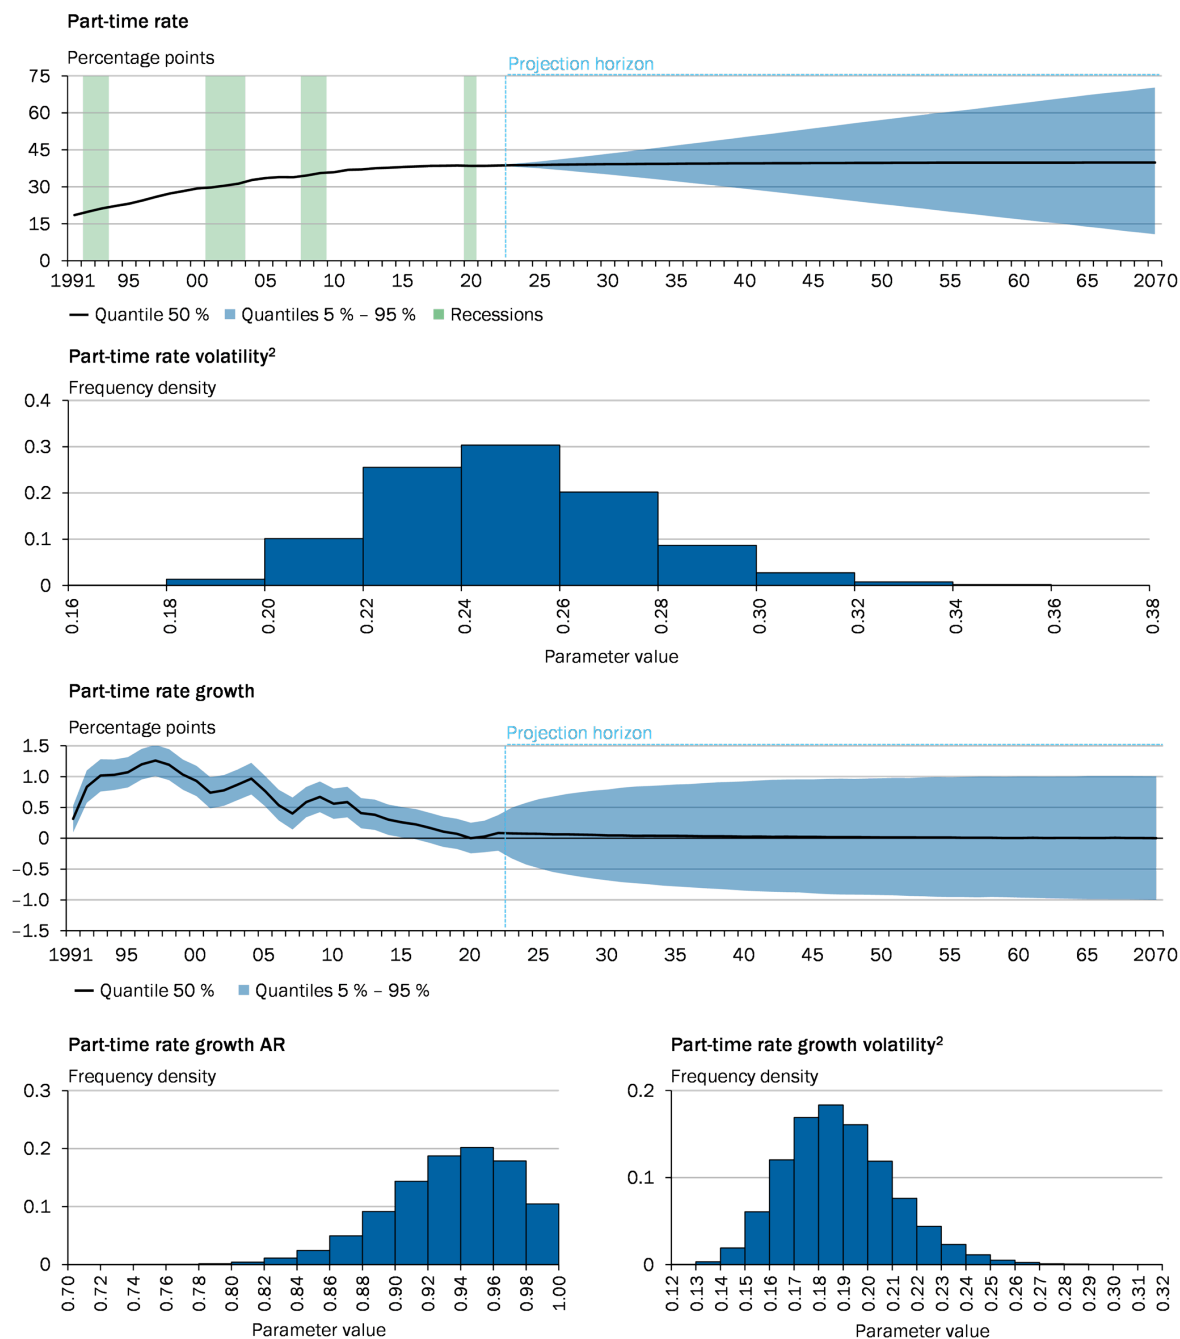 Part-time rate
Percentage points
Projection horizon
75
60
45
30
15
0
1991 95 00 05 10 15 20 25 30 35 40 45 50 55 60 65 2070
Quantile 50 % Quantiles 5 % – 95 % Recessions
Part-time rate volatility²
Frequency density
0.4
0.3
0.2
0.1
0
0.16 0.18 0.20 0.22 0.24 0.26 0.28 0.30 0.32 0.34 0.36 0.38
Parameter value
Part-time rate growth
Percentage points
Projection horizon
1.5
1.0
0.5
0
−0.5
−1.0
−1.5
1991 95 00 05 10 15 20 25 30 35 40 45 50 55 60 65 2070
Quantile 50 % Quantiles 5 % – 95 %
Part-time rate growth AR
Frequency density
0.3
0.2
0.1
0
0.70 0.72 0.74 0.76 0.78 0.80 0.82 0.84 0.86 0.88 0.90 0.92 0.94 0.96 0.98 1.00
Parameter value
Part-time rate growth volatility²
Frequency density
0.2
0.1
0
0.12 0.13 0.14 0.15 0.16 0.17 0.18 0.19 0.20 0.21 0.22 0.23 0.24 0.25 0.26 0.27 0.28 0.29 0.30 0.31 0.32
Parameter value